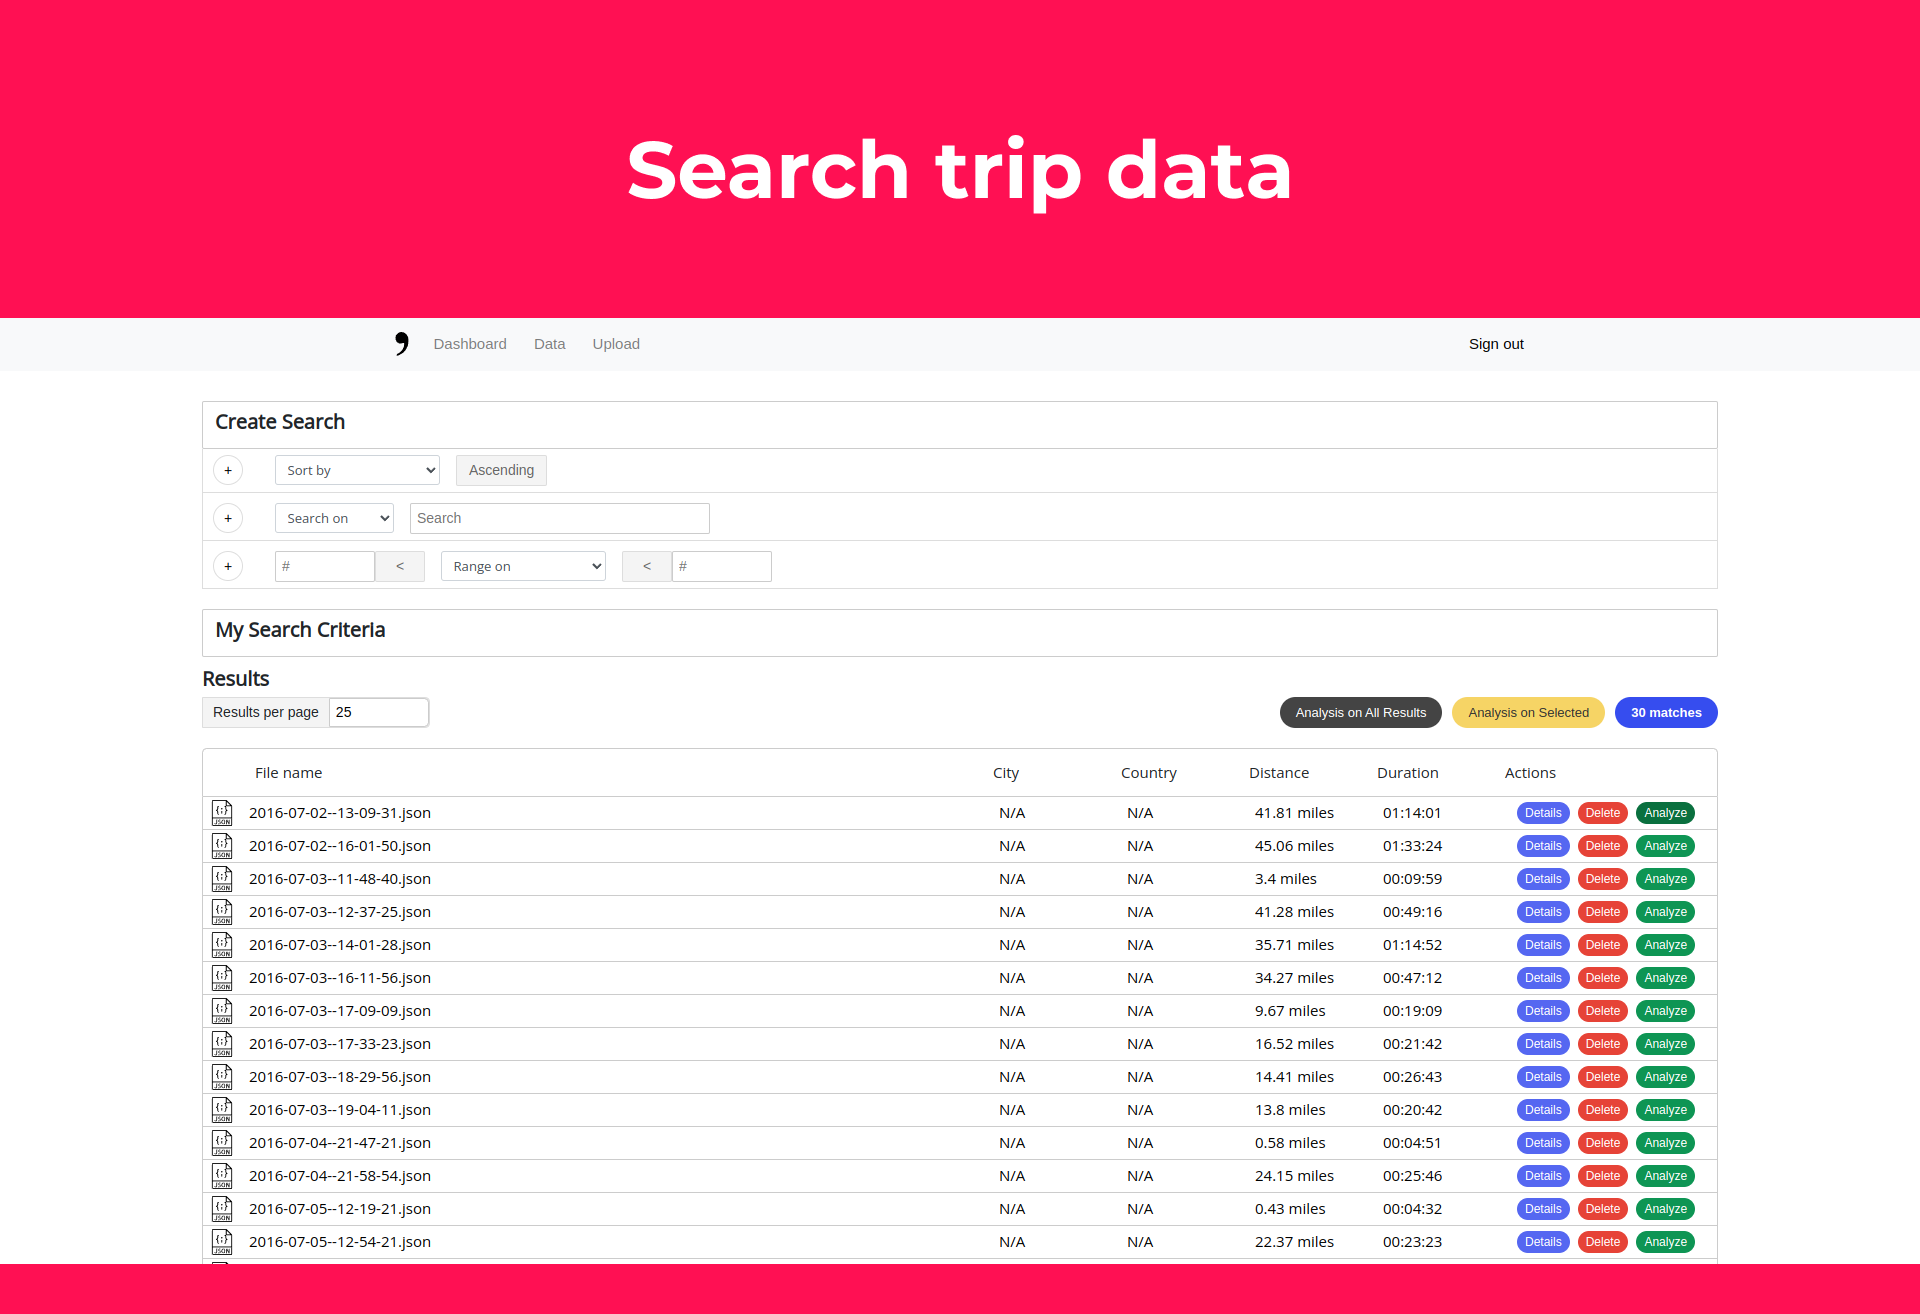 Search trip data
Dashboard Data Upload Sign out
Create Search
+ Sort by Ascending
+ Search on Search
+ # < Range on < #
My Search Criteria
Results
Results per page 25 Analysis on All Results Analysis on Selected 30 matches
File name City Country Distance Duration Actions
{;} JSON 2016-07-02--13-09-31.json N/A N/A 41.81 miles 01:14:01 Details Delete Analyze
{;} JSON 2016-07-02--16-01-50.json N/A N/A 45.06 miles 01:33:24 Details Delete Analyze
{;} JSON 2016-07-03--11-48-40.json N/A N/A 3.4 miles 00:09:59 Details Delete Analyze
{;} JSON 2016-07-03--12-37-25.json N/A N/A 41.28 miles 00:49:16 Details Delete Analyze
{;} JSON 2016-07-03--14-01-28.json N/A N/A 35.71 miles 01:14:52 Details Delete Analyze
{;} JSON 2016-07-03--16-11-56.json N/A N/A 34.27 miles 00:47:12 Details Delete Analyze
{;} JSON 2016-07-03--17-09-09.json N/A N/A 9.67 miles 00:19:09 Details Delete Analyze
{;} JSON 2016-07-03--17-33-23.json N/A N/A 16.52 miles 00:21:42 Details Delete Analyze
{;} JSON 2016-07-03--18-29-56.json N/A N/A 14.41 miles 00:26:43 Details Delete Analyze
{;} JSON 2016-07-03--19-04-11.json N/A N/A 13.8 miles 00:20:42 Details Delete Analyze
{;} JSON 2016-07-04--21-47-21.json N/A N/A 0.58 miles 00:04:51 Details Delete Analyze
{;} JSON 2016-07-04--21-58-54.json N/A N/A 24.15 miles 00:25:46 Details Delete Analyze
{;} JSON 2016-07-05--12-19-21.json N/A N/A 0.43 miles 00:04:32 Details Delete Analyze
{;} JSON 2016-07-05--12-54-21.json N/A N/A 22.37 miles 00:23:23 Details Delete Analyze